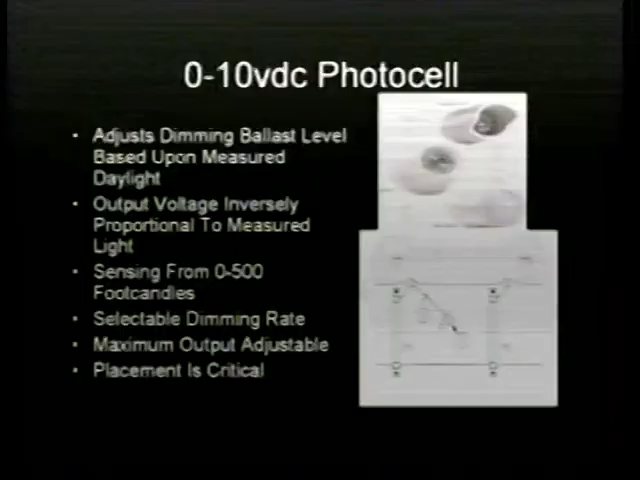 0-10vdc Photocell
• Adjusts Dimming Ballast Level
Based Upon Measured
Daylight
• Output Voltage Inversely
Proportional To Measured
Light
• Sensing From 0-500
Footcandles
• Selectable Dimming Rate
• Maximum Output Adjustable
• Placement Is Critical